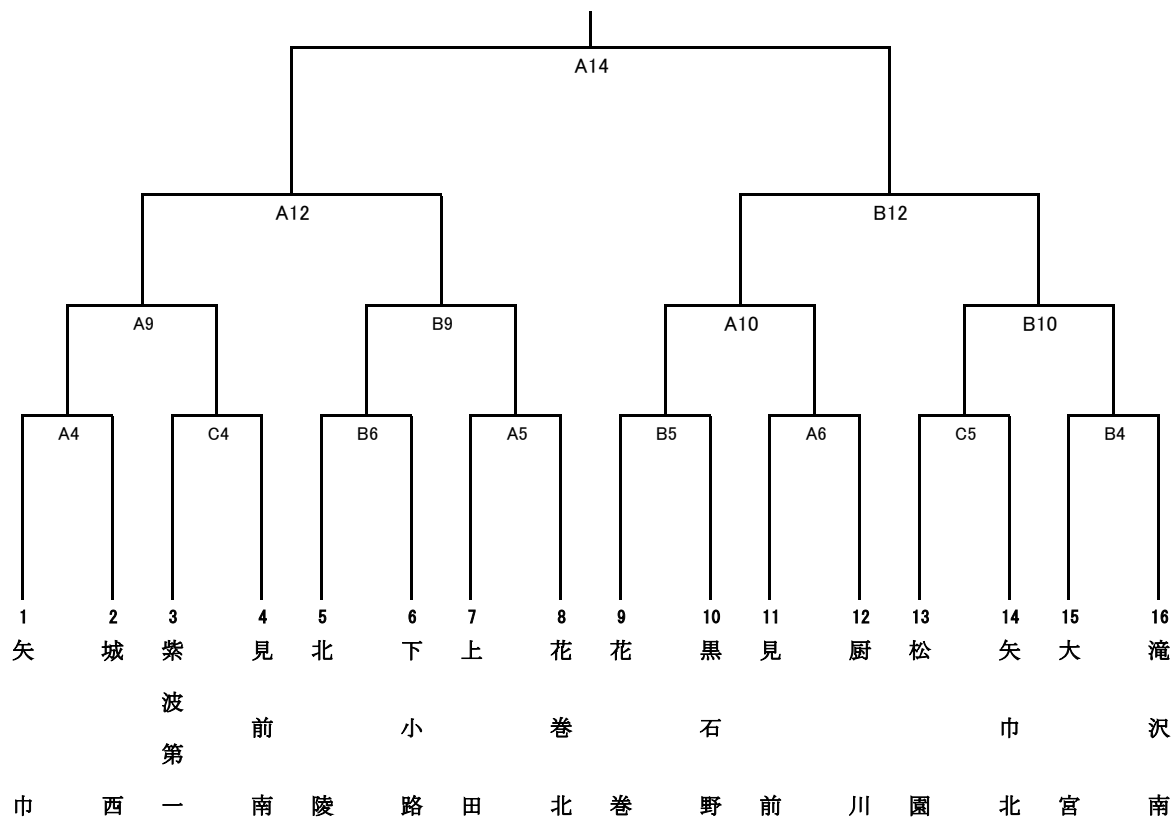 A14
A12 B12
A9 B9 A10 B10
A4 C4 B6 A5 B5 A6 C5 B4
1 2 3 4 5 6 7 8 9 10 11 12 13 14 15 16
矢巾
城西
紫波第一
見前南
北陵
下小路
上田
花巻北
花巻
黒石野
見前
厨川
松園
矢巾北
大宮
滝沢南